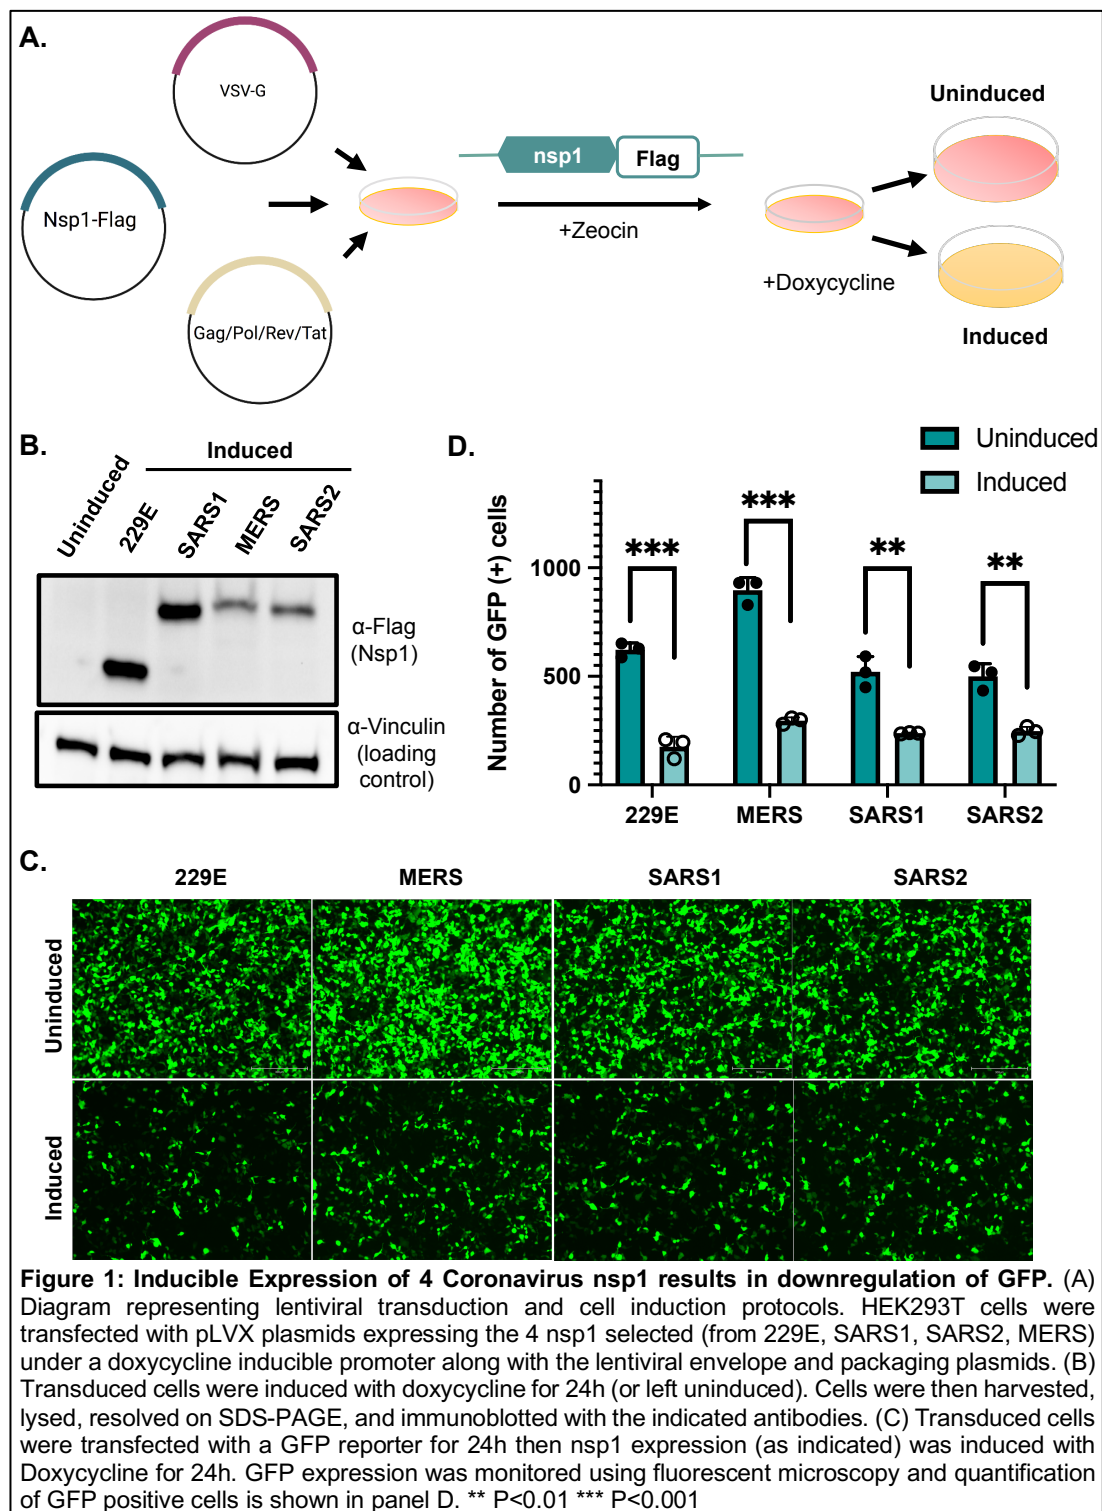 A.
VSV-G
Nsp1-Flag
Gag/Pol/Rev/Tat
nsp1
Flag
+Zeocin
+Doxycycline
Uninduced
Induced
B.
Induced
Uninduced
229E
SARS1
MERS
SARS2
α-Flag
(Nsp1)
α-Vinculin
(loading
control)
D.
Uninduced
Induced
Number of GFP (+) cells
1000
500
0
***
***
**
**
229E
MERS
SARS1
SARS2
C.
229E
MERS
SARS1
SARS2
Uninduced
Induced
Figure 1: Inducible Expression of 4 Coronavirus nsp1 results in downregulation of GFP. (A)
Diagram representing lentiviral transduction and cell induction protocols. HEK293T cells were
transfected with pLVX plasmids expressing the 4 nsp1 selected (from 229E, SARS1, SARS2, MERS)
under a doxycycline inducible promoter along with the lentiviral envelope and packaging plasmids. (B)
Transduced cells were induced with doxycycline for 24h (or left uninduced). Cells were then harvested,
lysed, resolved on SDS-PAGE, and immunoblotted with the indicated antibodies. (C) Transduced cells
were transfected with a GFP reporter for 24h then nsp1 expression (as indicated) was induced with
Doxycycline for 24h. GFP expression was monitored using fluorescent microscopy and quantification
of GFP positive cells is shown in panel D. ** P<0.01 *** P<0.001